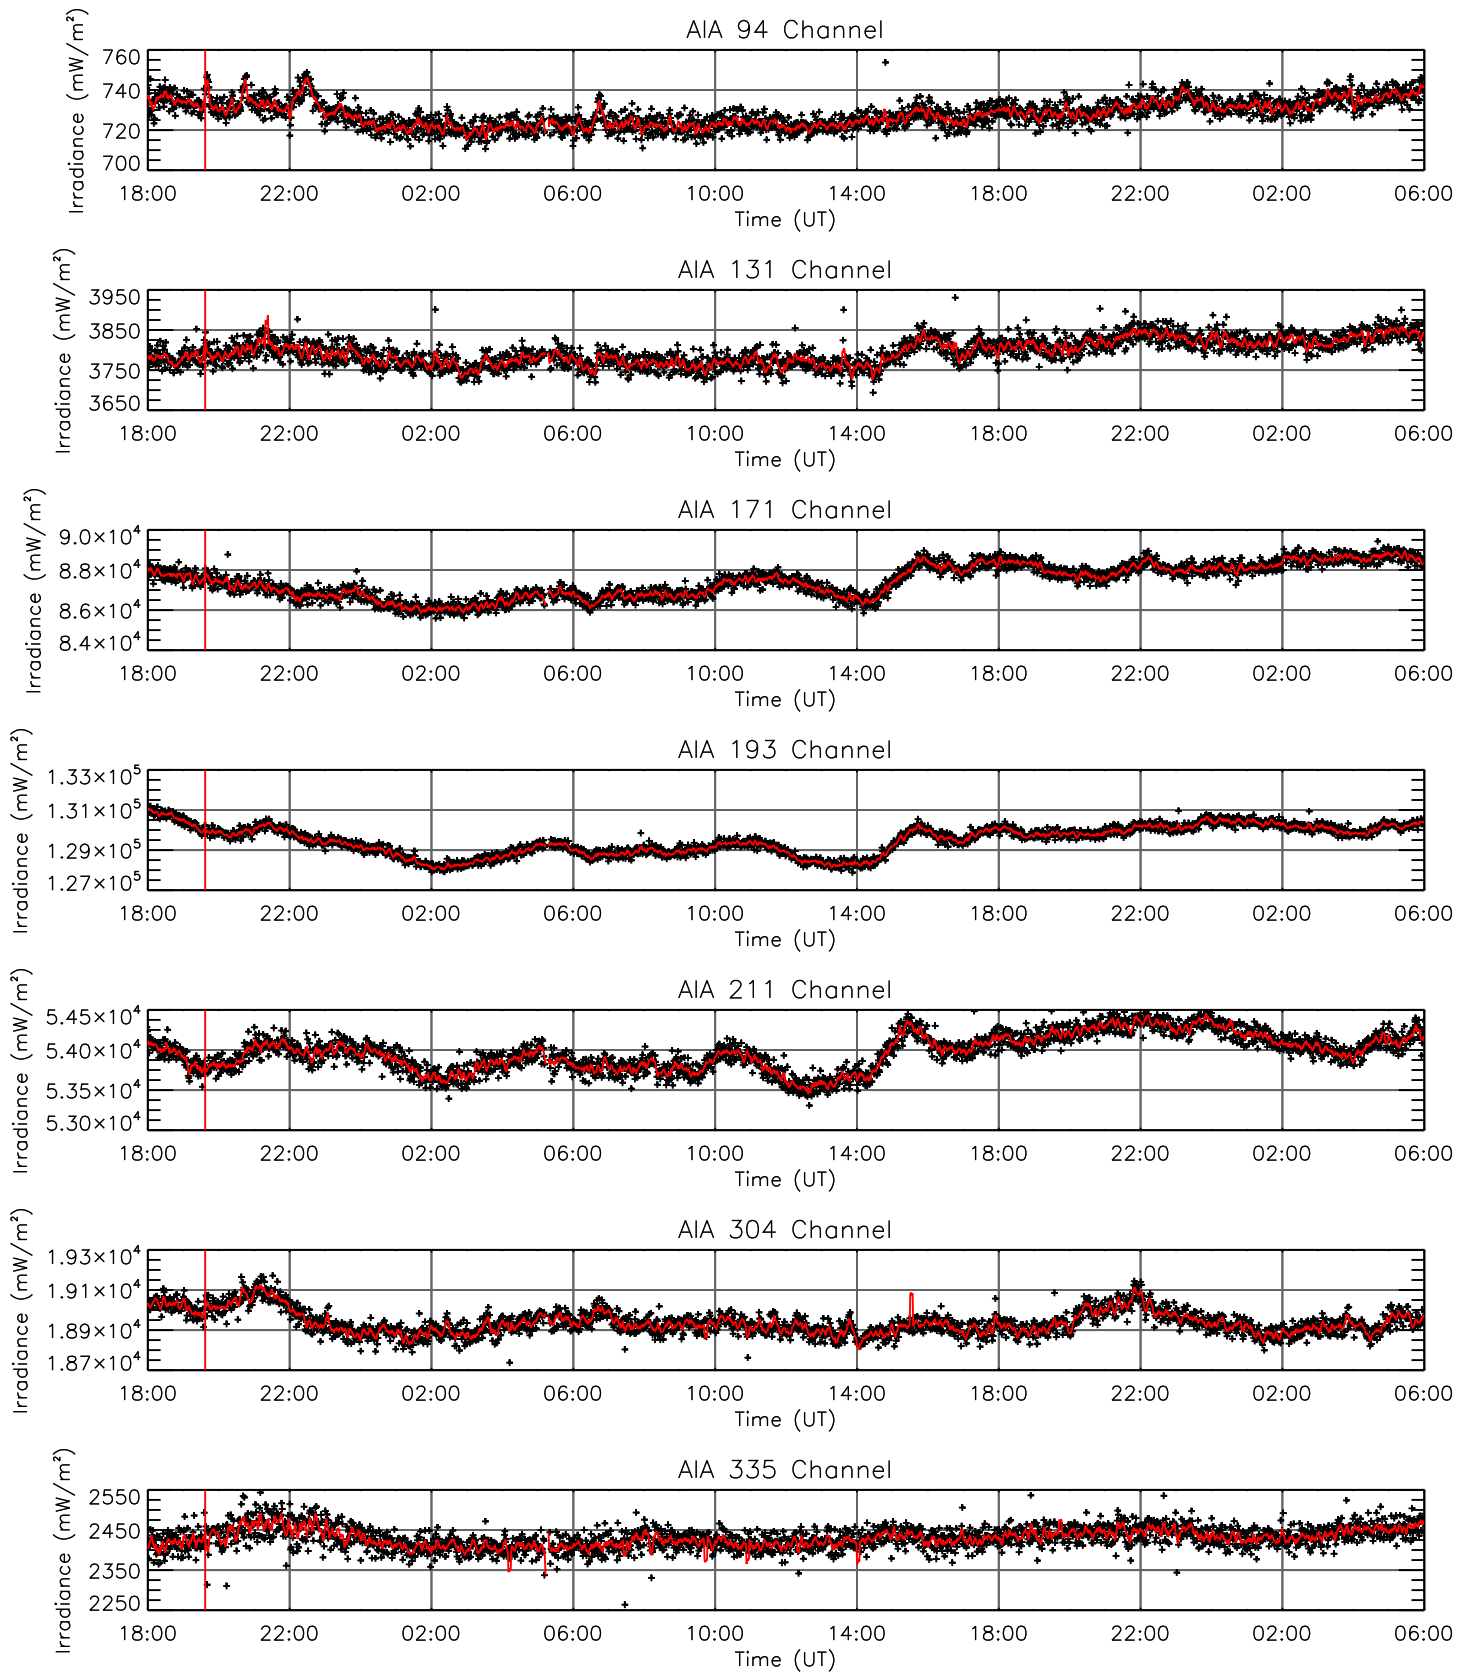 AIA 94 Channel
Irradiance (mW/m²)
760
740
720
700
18:00 22:00 02:00 06:00 10:00 14:00 18:00 22:00 02:00 06:00
Time (UT)
AIA 131 Channel
Irradiance (mW/m²)
3950
3850
3750
3650
18:00 22:00 02:00 06:00 10:00 14:00 18:00 22:00 02:00 06:00
Time (UT)
AIA 171 Channel
Irradiance (mW/m²)
9.0×10⁴
8.8×10⁴
8.6×10⁴
8.4×10⁴
18:00 22:00 02:00 06:00 10:00 14:00 18:00 22:00 02:00 06:00
Time (UT)
AIA 193 Channel
Irradiance (mW/m²)
1.33×10⁵
1.31×10⁵
1.29×10⁵
1.27×10⁵
18:00 22:00 02:00 06:00 10:00 14:00 18:00 22:00 02:00 06:00
Time (UT)
AIA 211 Channel
Irradiance (mW/m²)
5.45×10⁴
5.40×10⁴
5.35×10⁴
5.30×10⁴
18:00 22:00 02:00 06:00 10:00 14:00 18:00 22:00 02:00 06:00
Time (UT)
AIA 304 Channel
Irradiance (mW/m²)
1.93×10⁴
1.91×10⁴
1.89×10⁴
1.87×10⁴
18:00 22:00 02:00 06:00 10:00 14:00 18:00 22:00 02:00 06:00
Time (UT)
AIA 335 Channel
Irradiance (mW/m²)
2550
2450
2350
2250
18:00 22:00 02:00 06:00 10:00 14:00 18:00 22:00 02:00 06:00
Time (UT)